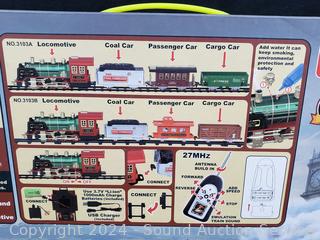 NO.3103A Locomotive Coal Car Passenger Car Cargo Car
Add water It can
keep smoking,
environmental
protection and
safety
NO.3103B Locomotive Coal Car Passenger Car Cargo Car
27MHz
ANTENNA
BUILD IN
FORWARD
ADD
SPEED
REVERSE
STOP
EMULATION
TRAIN SOUND
ON OFF
CONNECT
CONNECT
Use 3.7V "Li-ion"
1000mAh Charge
Batteries (included)
USB Charger
(included)
Copyright 2024 - Sound Auction Service